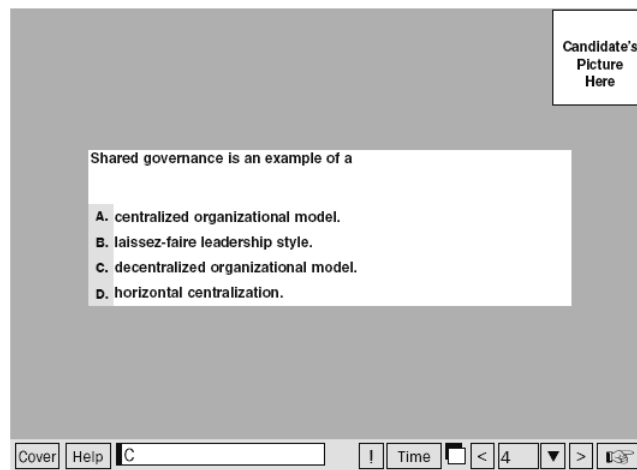 Candidate's
Picture
Here
Shared governance is an example of a
A. centralized organizational model.
B. laissez-faire leadership style.
C. decentralized organizational model.
D. horizontal centralization.
Cover Help C ! Time < 4 ▼ > ☞